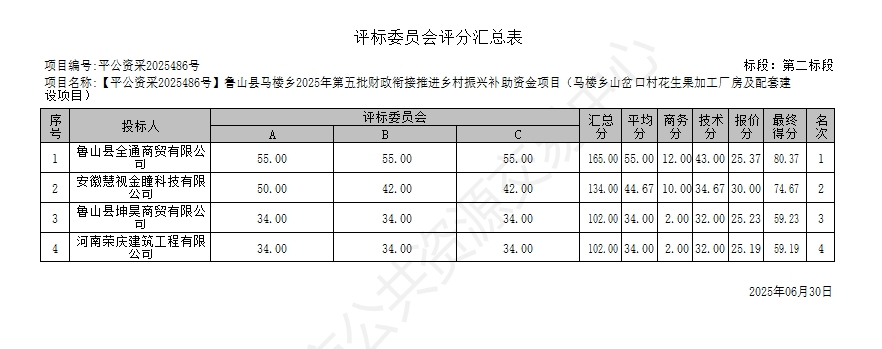 评标委员会评分汇总表
项目编号:平公资采2025486号 标段：第二标段
项目名称:【平公资采2025486号】鲁山县马楼乡2025年第五批财政衔接推进乡村振兴补助资金项目（马楼乡山岔口村花生果加工厂房及配套建
设项目）
序号 投标人 评标委员会 汇总分 平均分 商务分 技术分 报价分 最终得分 名次
A B C
1 鲁山县全通商贸有限公司 55.00 55.00 55.00 165.00 55.00 12.00 43.00 25.37 80.37 1
2 安徽慧视金瞳科技有限公司 50.00 42.00 42.00 134.00 44.67 10.00 34.67 30.00 74.67 2
3 鲁山县坤昊商贸有限公司 34.00 34.00 34.00 102.00 34.00 2.00 32.00 25.23 59.23 3
4 河南荣庆建筑工程有限公司 34.00 34.00 34.00 102.00 34.00 2.00 32.00 25.19 59.19 4
2025年06月30日
公共资源交易中心